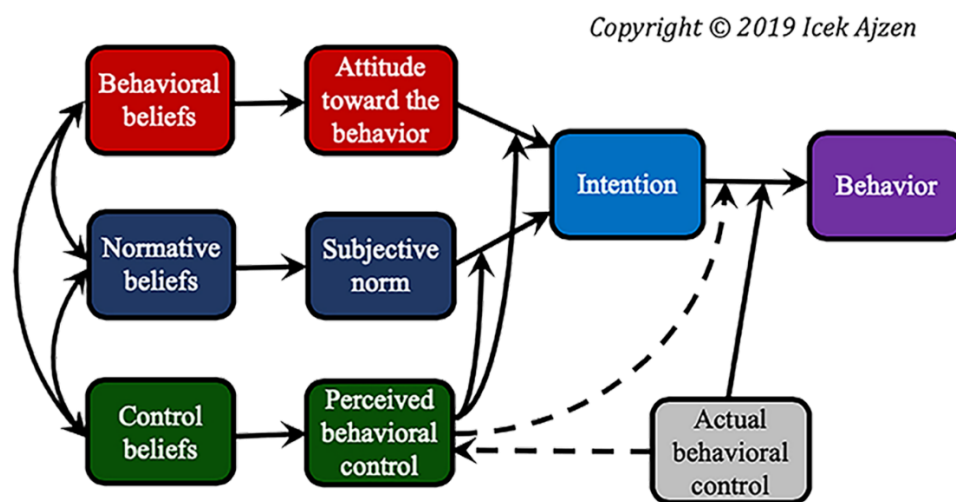 Copyright © 2019 Icek Ajzen
Behavioral
beliefs
Attitude
toward the
behavior
Intention
Behavior
Normative
beliefs
Subjective
norm
Control
beliefs
Perceived
behavioral
control
Actual
behavioral
control